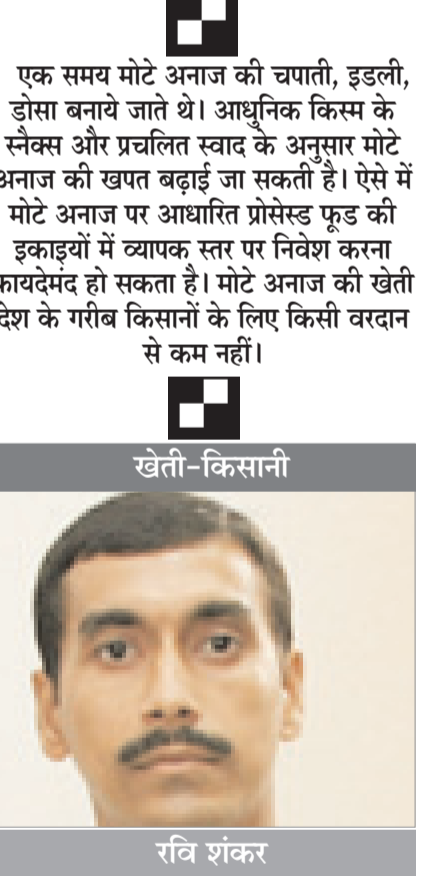 एक समय मोटे अनाज की चपाती, इडली,
डोसा बनाये जाते थे। आधुनिक किस्म के
स्नैक्स और प्रचलित स्वाद के अनुसार मोटे
अनाज की खपत बढ़ाई जा सकती है। ऐसे में
मोटे अनाज पर आधारित प्रोसेस्ड फूड की
इकाइयों में व्यापक स्तर पर निवेश करना
फायदेमंद हो सकता है। मोटे अनाज की खेती
देश के गरीब किसानों के लिए किसी वरदान
से कम नहीं।
खेती-किसानी
रवि शंकर